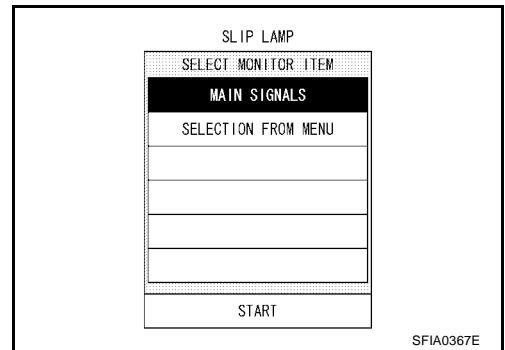 SLIP LAMP
SELECT MONITOR ITEM
MAIN SIGNALS
SELECTION FROM MENU
START
SFIA0367E